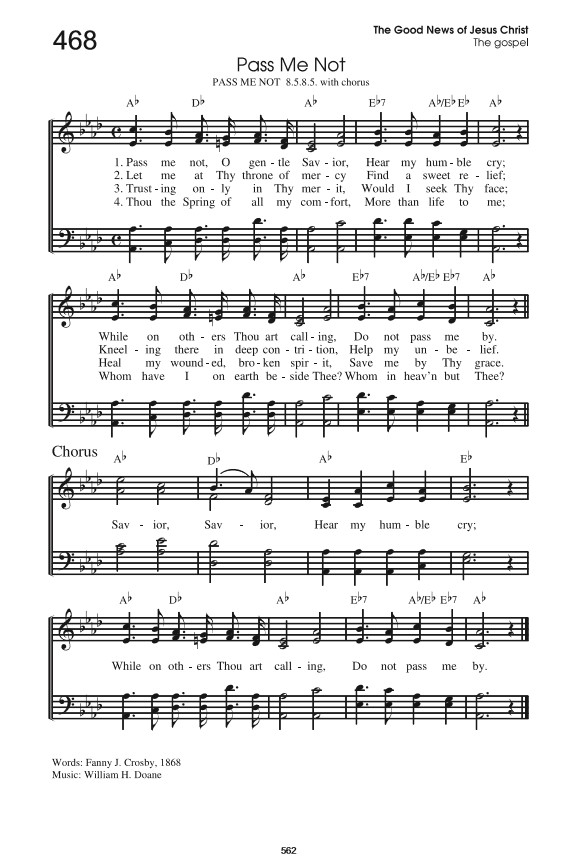 468
The Good News of Jesus Christ
The gospel
Pass Me Not
PASS ME NOT 8.5.8.5. with chorus
A♭ D♭ A♭ E♭7 A♭/E♭ E♭ A♭
1. Pass me not, O gen - tle Sav - ior, Hear my hum - ble cry;
2. Let me at Thy throne of mer - cy Find a sweet re - lief;
3. Trust - ing on - ly in Thy mer - it, Would I seek Thy face;
4. Thou the Spring of all my com - fort, More than life to me;
A♭ D♭ A♭ E♭7 A♭/E♭ E♭7 A♭
While on oth - ers Thou art call - ing, Do not pass me by.
Kneel - ing there in deep con - tri - tion, Help my un - be - lief.
Heal my wound - ed, bro - ken spir - it, Save me by Thy grace.
Whom have I on earth be - side Thee? Whom in heav'n but Thee?
Chorus
A♭ D♭ A♭ E♭
Sav - ior, Sav - ior, Hear my hum - ble cry;
A♭ D♭ A♭ E♭7 A♭/E♭ E♭7 A♭
While on oth - ers Thou art call - ing, Do not pass me by.
Words: Fanny J. Crosby, 1868
Music: William H. Doane
562